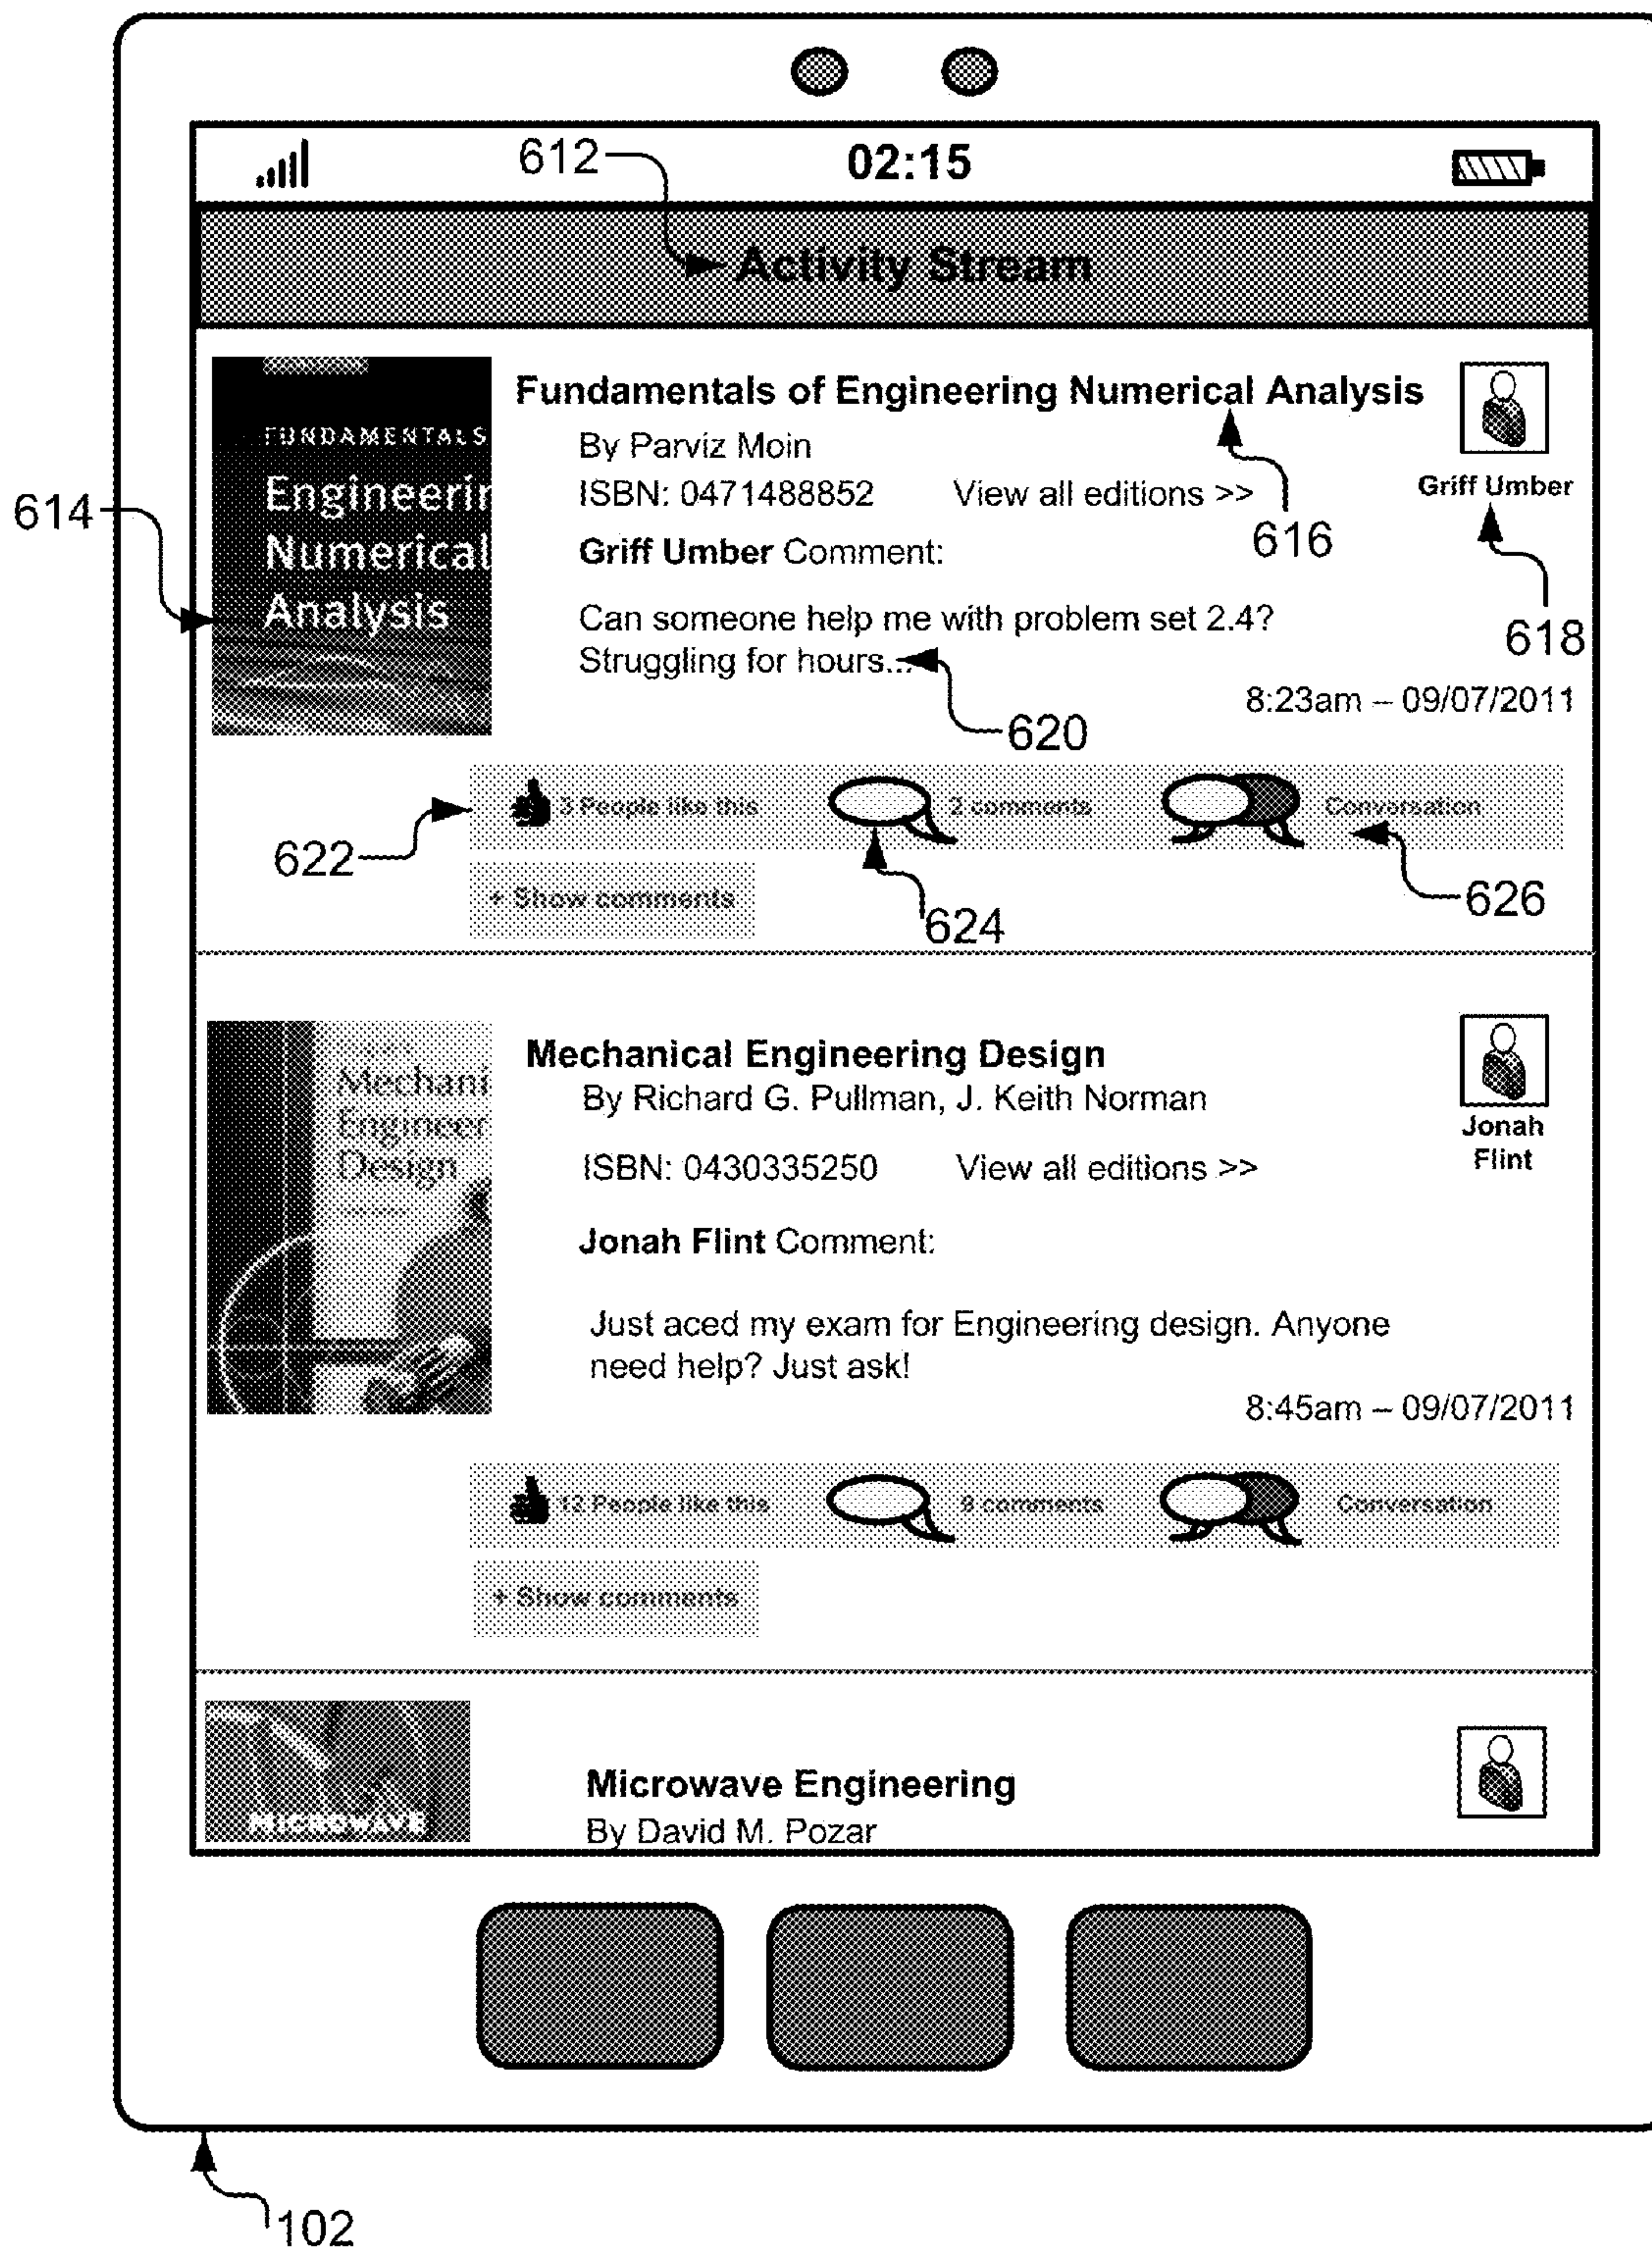 612
02:15
Activity Stream
FUNDAMENTALS
Engineerin
Numerical
Analysis
614
Fundamentals of Engineering Numerical Analysis
By Parviz Moin
ISBN: 0471488852 View all editions >>
616
Griff Umber
618
Griff Umber Comment:
Can someone help me with problem set 2.4?
Struggling for hours...
620
8:23am – 09/07/2011
622
3 People like this 2 comments Conversation
624
626
+ Show comments
Mechani
Engineer
Design
Mechanical Engineering Design
By Richard G. Pullman, J. Keith Norman
Jonah
Flint
ISBN: 0430335250 View all editions >>
Jonah Flint Comment:
Just aced my exam for Engineering design. Anyone
need help? Just ask!
8:45am – 09/07/2011
12 People like this 9 comments Conversation
+ Show comments
MICROWAVE
Microwave Engineering
By David M. Pozar
102